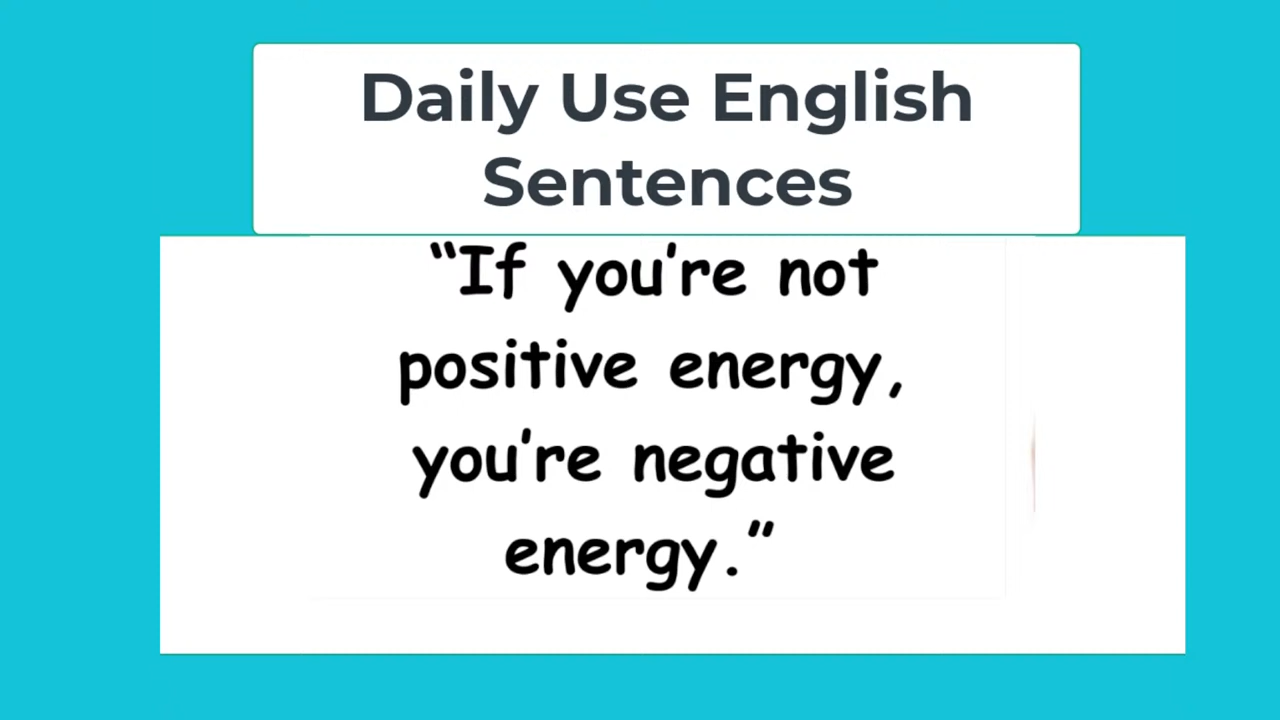 Daily Use English
Sentences
“If you’re not
positive energy,
you’re negative
energy.”